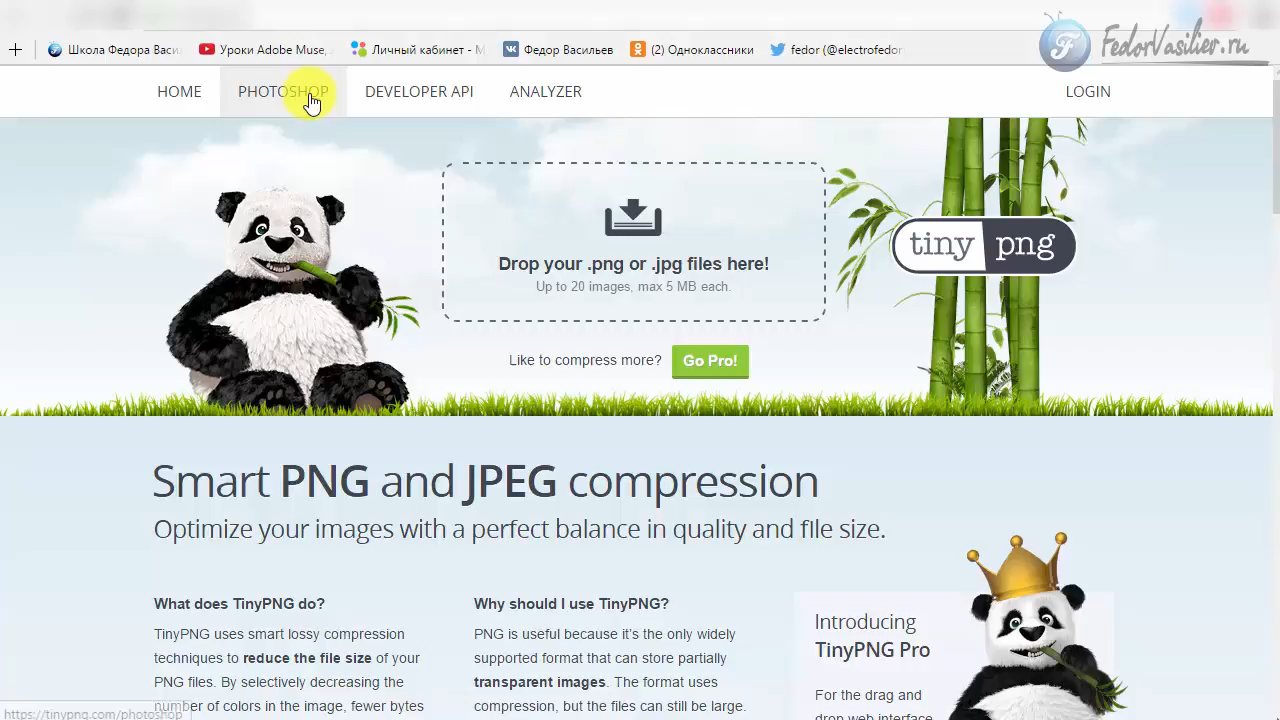 FedorVasilier.ru
Школа Федора Васи
Уроки Adobe Muse,
Личный кабинет - М
Федор Васильев
(2) Одноклассники
fedor (@electrofedor
HOME
PHOTOSHOP
DEVELOPER API
ANALYZER
LOGIN
Drop your .png or .jpg files here!
Up to 20 images, max 5 MB each.
tiny png
Like to compress more?
Go Pro!
Smart PNG and JPEG compression
Optimize your images with a perfect balance in quality and file size.
What does TinyPNG do?
TinyPNG uses smart lossy compression
techniques to reduce the file size of your
PNG files. By selectively decreasing the
number of colors in the image, fewer bytes
Why should I use TinyPNG?
PNG is useful because it's the only widely
supported format that can store partially
transparent images. The format uses
compression, but the files can still be large.
Introducing
TinyPNG Pro
For the drag and
drop web interface
https://tinypng.com/photoshop